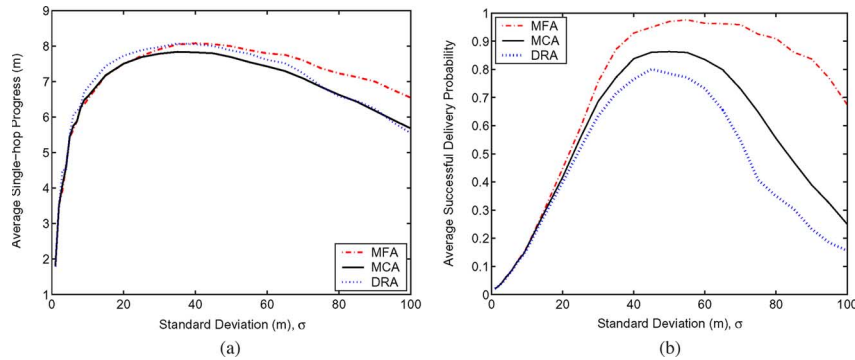 9
8
7
6
5
4
3
2
1
Average Single-hop Progress (m)
MFA
MCA
DRA
0 20 40 60 80 100
Standard Deviation (m), σ
(a)
1
0.9
0.8
0.7
0.6
0.5
0.4
0.3
0.2
0.1
0
Average Successful Delivery Probability
MFA
MCA
DRA
0 20 40 60 80 100
Standard Deviation (m), σ
(b)